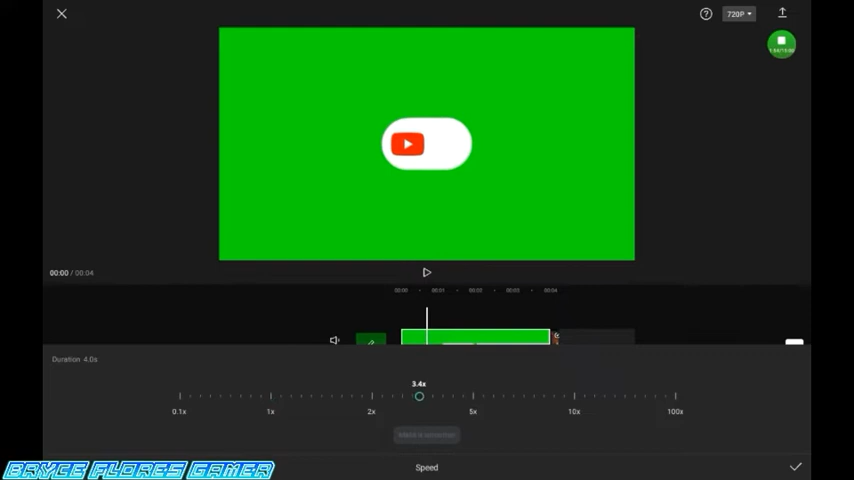 720P
00:00 / 00:04
00:00 00:01 00:02 00:03 00:04
Duration 4.0s
3.4x
0.1x 1x 2x 5x 10x 100x
Speed
BRYCE FLORES GAMER